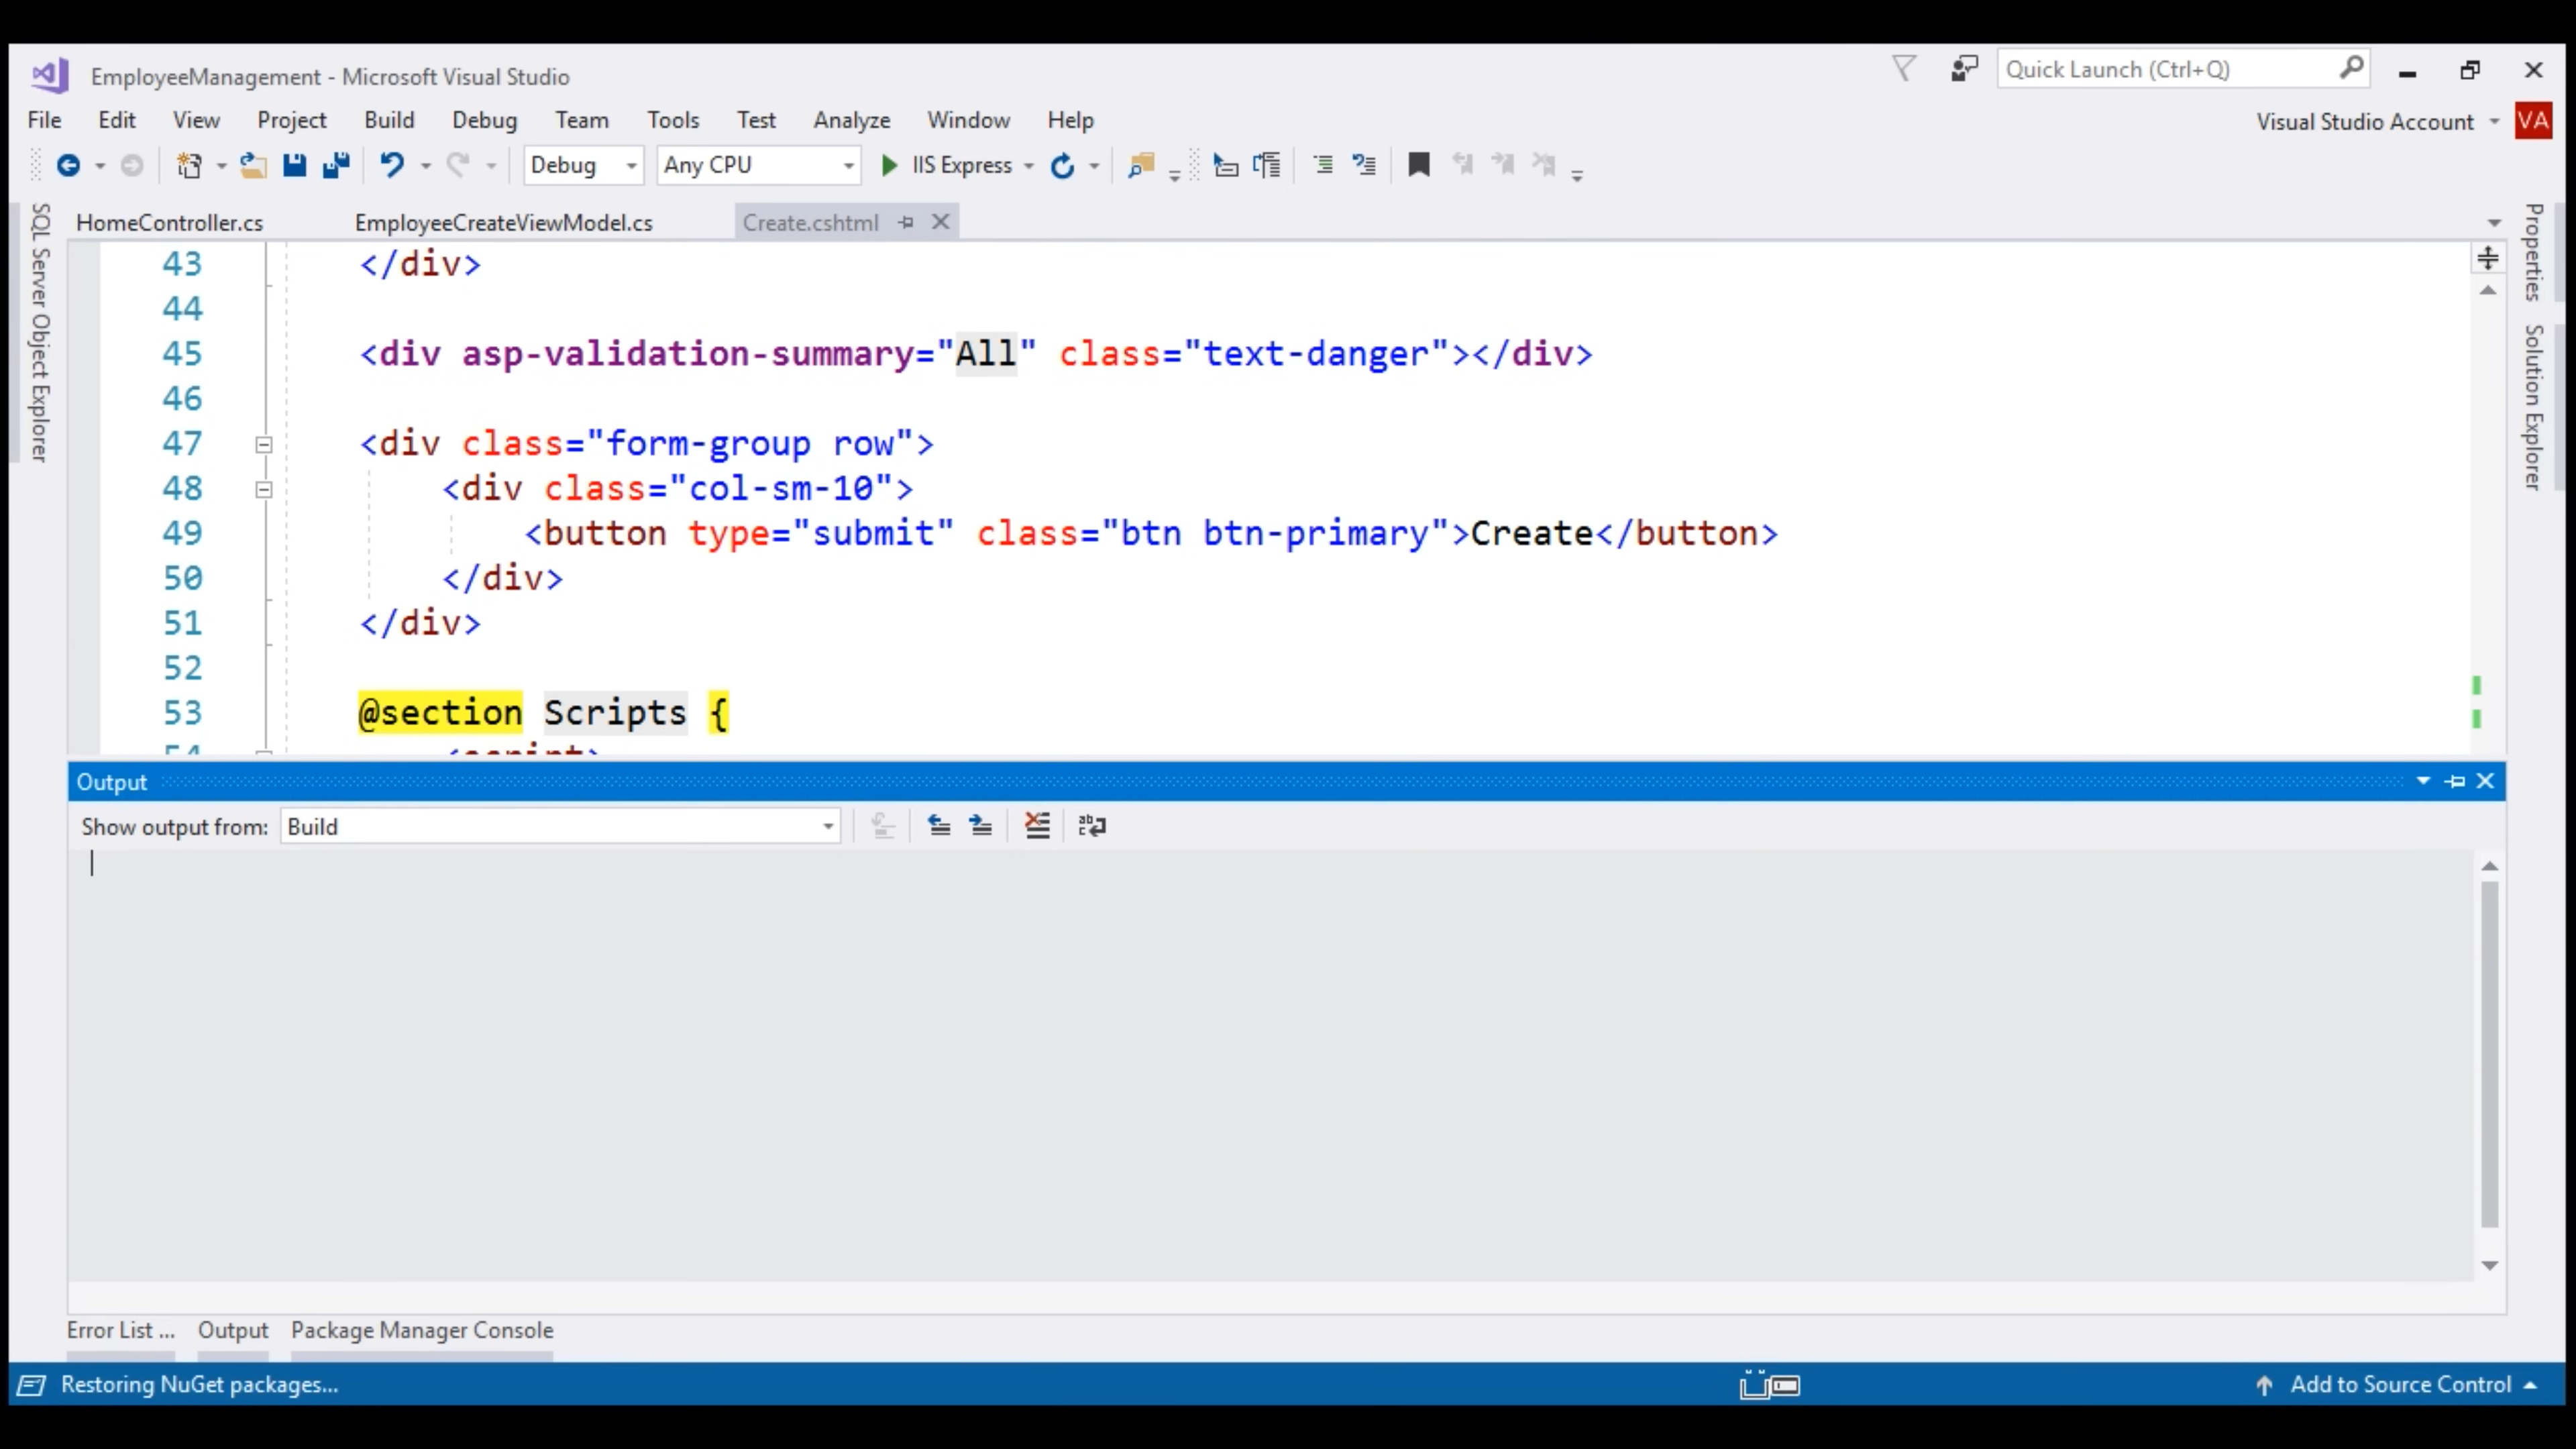 EmployeeManagement - Microsoft Visual Studio
Quick Launch (Ctrl+Q)
File Edit View Project Build Debug Team Tools Test Analyze Window Help
Visual Studio Account VA
Debug Any CPU IIS Express
SQL Server Object Explorer
HomeController.cs EmployeeCreateViewModel.cs Create.cshtml
Properties
Solution Explorer
43 </div>
44
45 <div asp-validation-summary="All" class="text-danger"></div>
46
47 <div class="form-group row">
48 <div class="col-sm-10">
49 <button type="submit" class="btn btn-primary">Create</button>
50 </div>
51 </div>
52
53 @section Scripts {
54 <script>
Output
Show output from: Build
Error List ... Output Package Manager Console
Restoring NuGet packages...
Add to Source Control